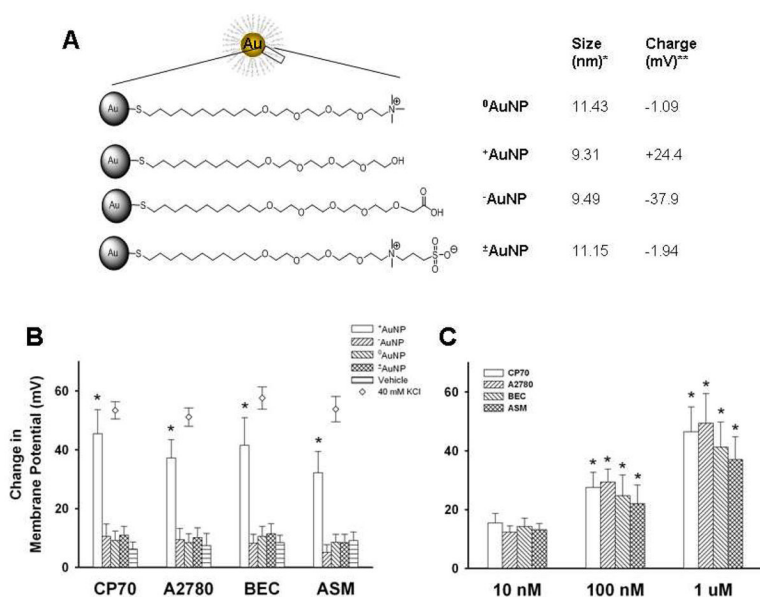 A
Au
Size (nm)*
Charge (mV)**
Au S O O O O N ⊕
⁰AuNP 11.43 -1.09
Au S O O O OH
⁺AuNP 9.31 +24.4
Au S O O O O O O OH
⁻AuNP 9.49 -37.9
Au S O O O O N ⊕ O S O ⊖ O
±AuNP 11.15 -1.94
B
⁺AuNP
⁻AuNP
⁰AuNP
±AuNP
Vehicle
40 mM KCl
Change in
Membrane Potential (mV)
60
40
20
0
* * * *
CP70 A2780 BEC ASM
C
CP70
A2780
BEC
ASM
60
40
20
0
* * * * * * * *
10 nM 100 nM 1 uM